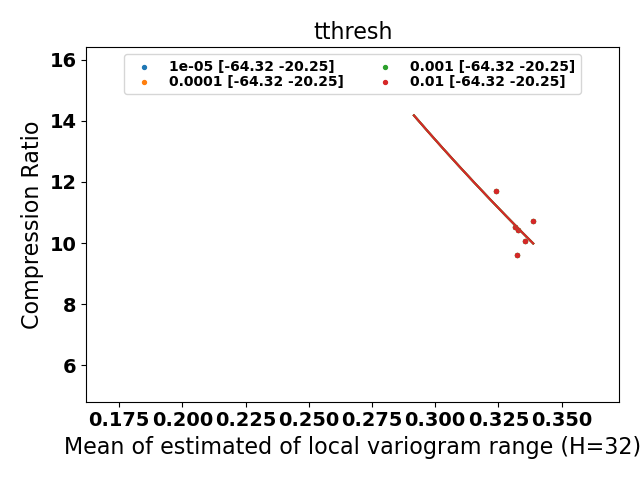 tthresh
1e-05 [-64.32 -20.25]
0.0001 [-64.32 -20.25]
0.001 [-64.32 -20.25]
0.01 [-64.32 -20.25]
Compression Ratio
16
14
12
10
8
6
0.175 0.200 0.225 0.250 0.275 0.300 0.325 0.350
Mean of estimated of local variogram range (H=32)